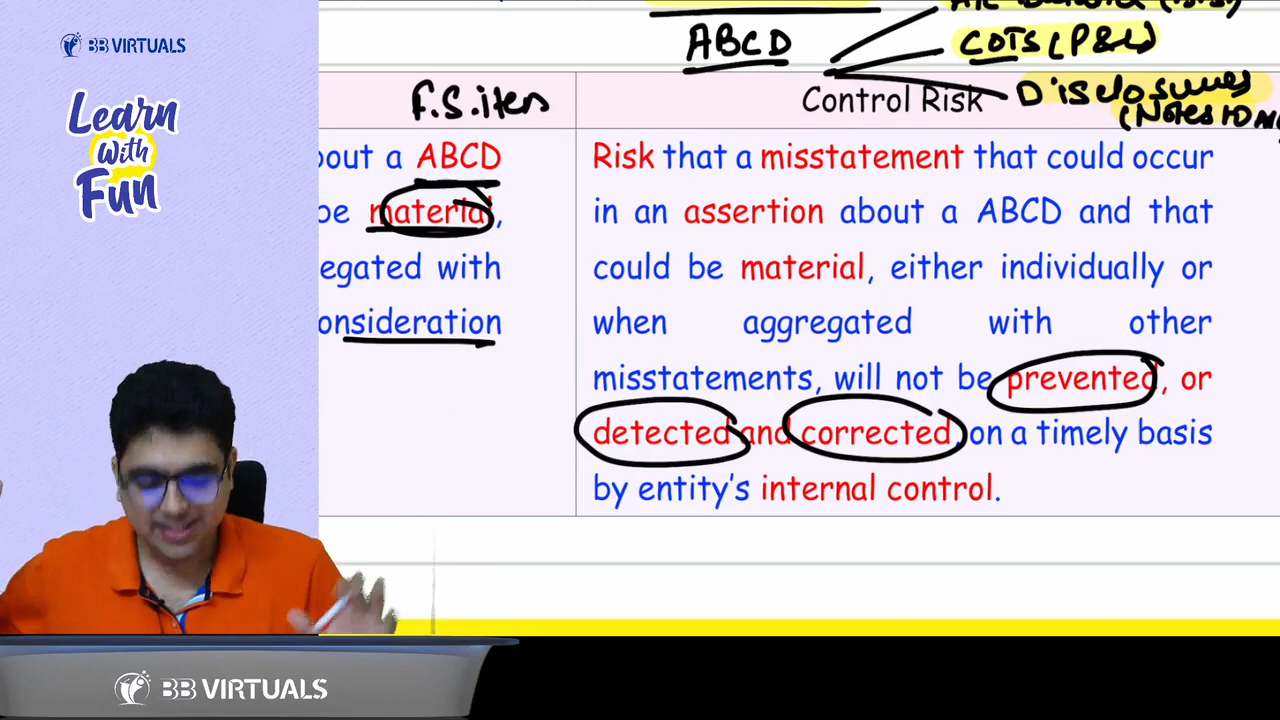 BB VIRTUALS
Learn
With
Fun
ABCD
COTS (P&L)
Disclosures
(Notes to
F.S. item
Control Risk
about a ABCD
be material,
egated with
onsideration
Risk that a misstatement that could occur
in an assertion about a ABCD and that
could be material, either individually or
when aggregated with other
misstatements, will not be prevented, or
detected and corrected, on a timely basis
by entity's internal control.
BB VIRTUALS